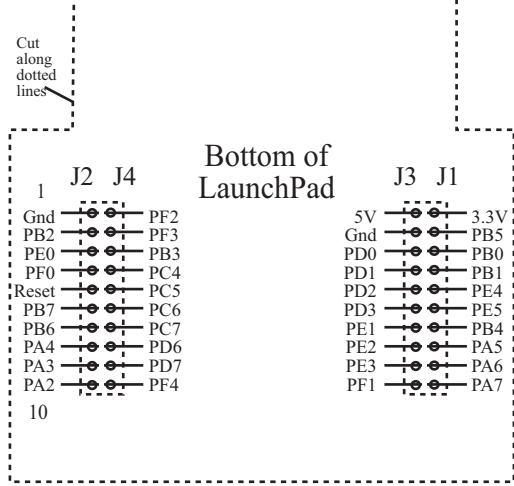 Cut
along
dotted
lines
Bottom of
LaunchPad
J2 J4
J3 J1
1
Gnd PF2
PB2 PF3
PE0 PB3
PF0 PC4
Reset PC5
PB7 PC6
PB6 PC7
PA4 PD6
PA3 PD7
PA2 PF4
10
5V 3.3V
Gnd PB5
PD0 PB0
PD1 PB1
PD2 PE4
PD3 PE5
PE1 PB4
PE2 PA5
PE3 PA6
PF1 PA7